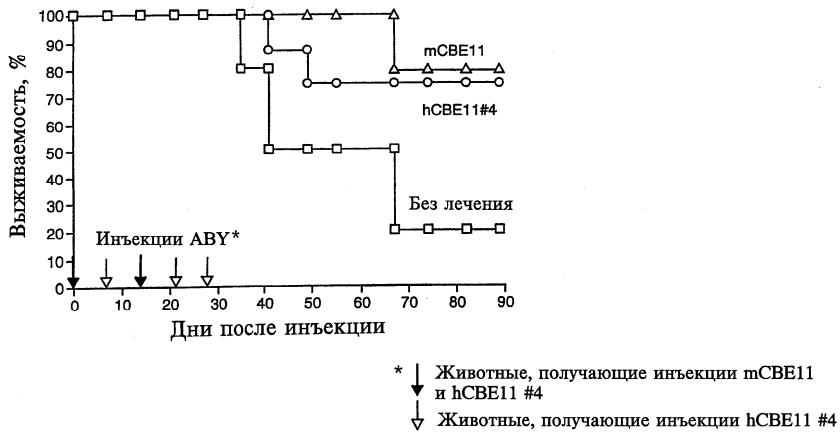 Выживаемость, %
100
90
80
70
60
50
40
30
20
10
0
mCBE11
hCBE11#4
Без лечения
Инъекции ABY*
0 10 20 30 40 50 60 70 80 90
Дни после инъекции
* Животные, получающие инъекции mCBE11
и hCBE11 #4
Животные, получающие инъекции hCBE11 #4